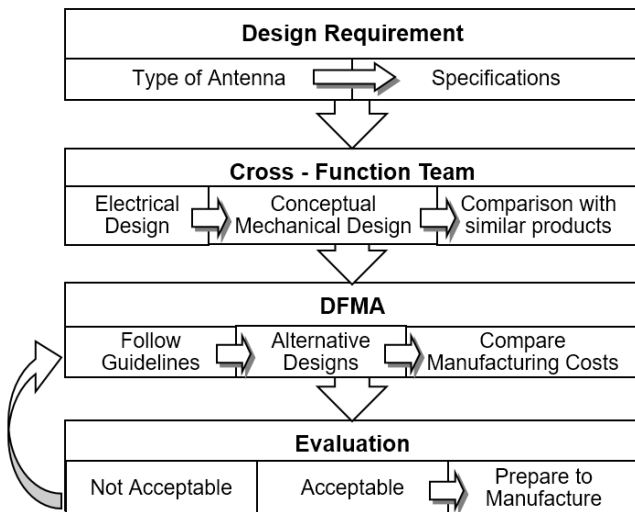 Design Requirement
Type of Antenna
Specifications
Cross - Function Team
Electrical
Design
Conceptual
Mechanical Design
Comparison with
similar products
DFMA
Follow
Guidelines
Alternative
Designs
Compare
Manufacturing Costs
Evaluation
Not Acceptable
Acceptable
Prepare to
Manufacture